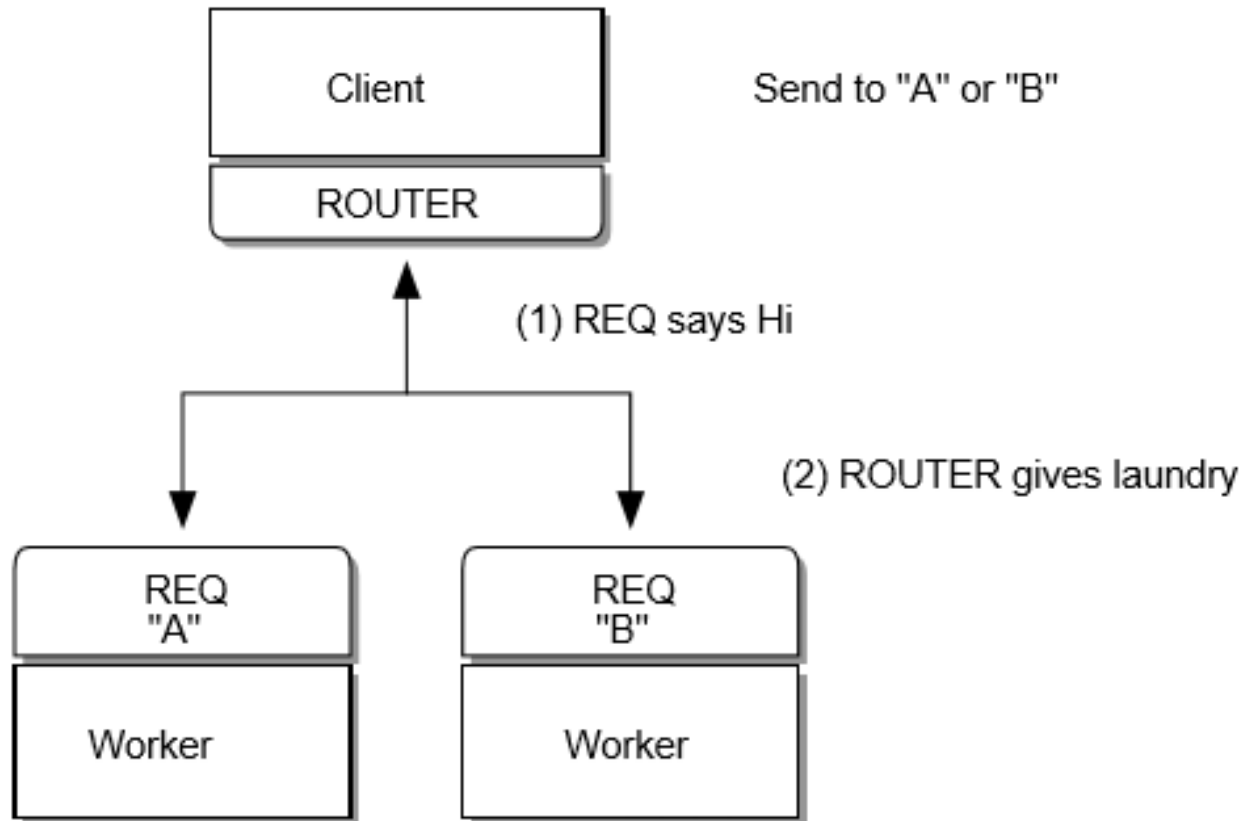 Client
Send to "A" or "B"
ROUTER
(1) REQ says Hi
(2) ROUTER gives laundry
REQ
"A"
REQ
"B"
Worker
Worker